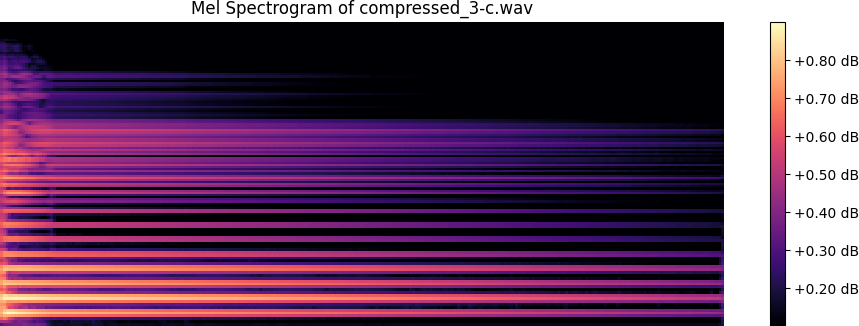 Mel Spectrogram of compressed_3-c.wav
+0.80 dB
+0.70 dB
+0.60 dB
+0.50 dB
+0.40 dB
+0.30 dB
+0.20 dB